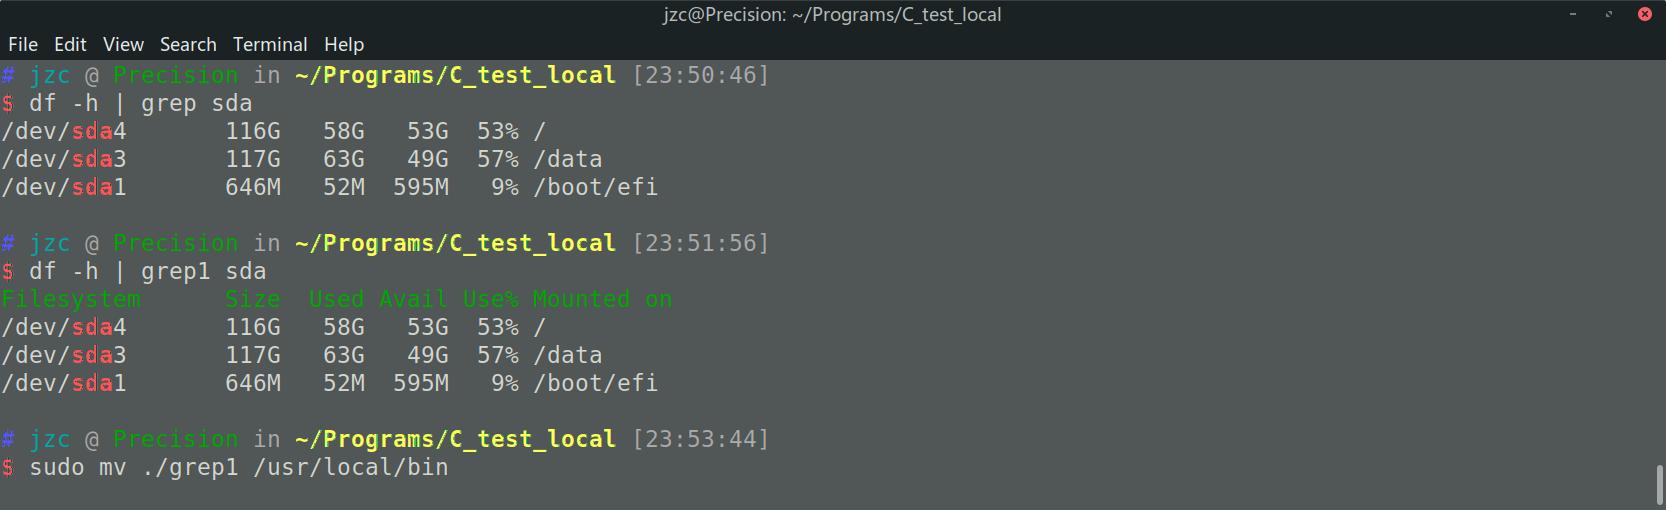 jzc@Precision: ~/Programs/C_test_local
File Edit View Search Terminal Help
# jzc @ Precision in ~/Programs/C_test_local [23:50:46]
$ df -h | grep sda
/dev/sda4       116G   58G   53G  53% /
/dev/sda3       117G   63G   49G  57% /data
/dev/sda1       646M   52M  595M   9% /boot/efi
# jzc @ Precision in ~/Programs/C_test_local [23:51:56]
$ df -h | grep1 sda
Filesystem      Size  Used Avail Use% Mounted on
/dev/sda4       116G   58G   53G  53% /
/dev/sda3       117G   63G   49G  57% /data
/dev/sda1       646M   52M  595M   9% /boot/efi
# jzc @ Precision in ~/Programs/C_test_local [23:53:44]
$ sudo mv ./grep1 /usr/local/bin